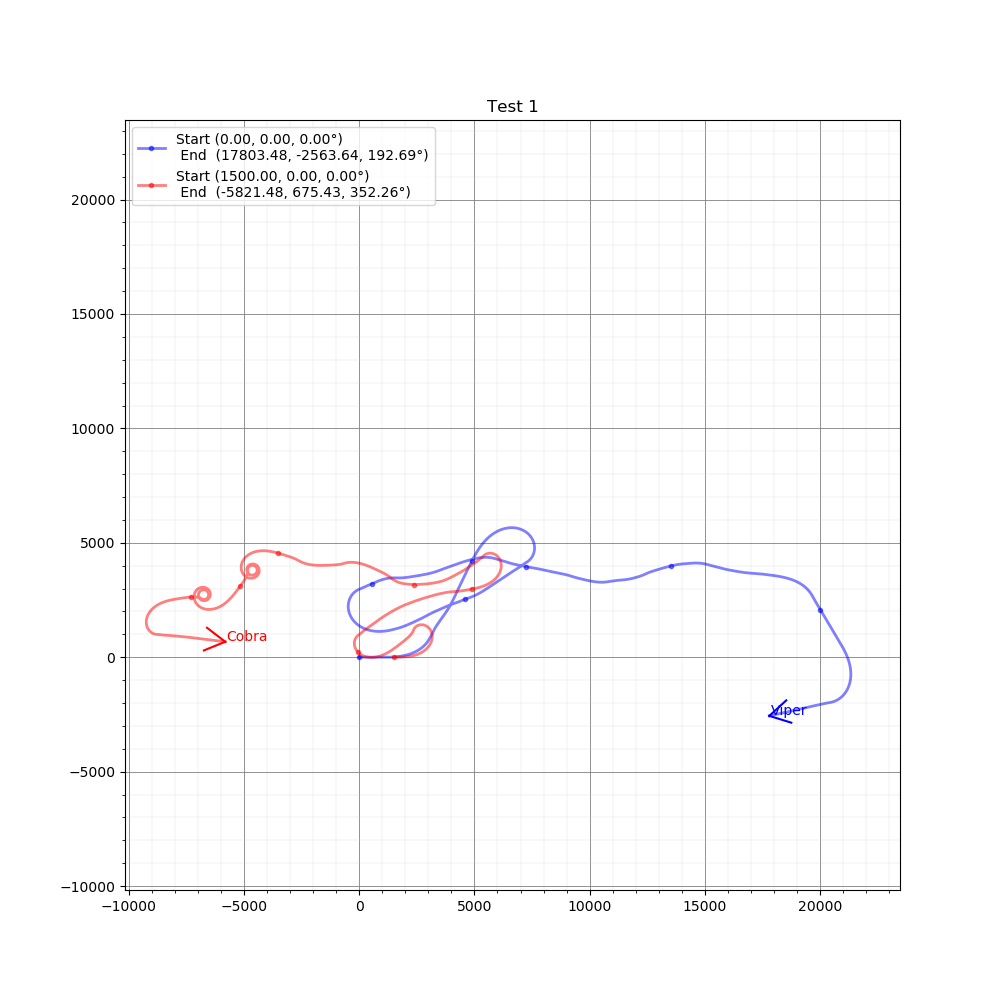 Test 1
Start (0.00, 0.00, 0.00°)
End  (17803.48, -2563.64, 192.69°)
Start (1500.00, 0.00, 0.00°)
End  (-5821.48, 675.43, 352.26°)
20000
15000
10000
5000
0
−5000
−10000
Cobra
Viper
−10000 −5000 0 5000 10000 15000 20000